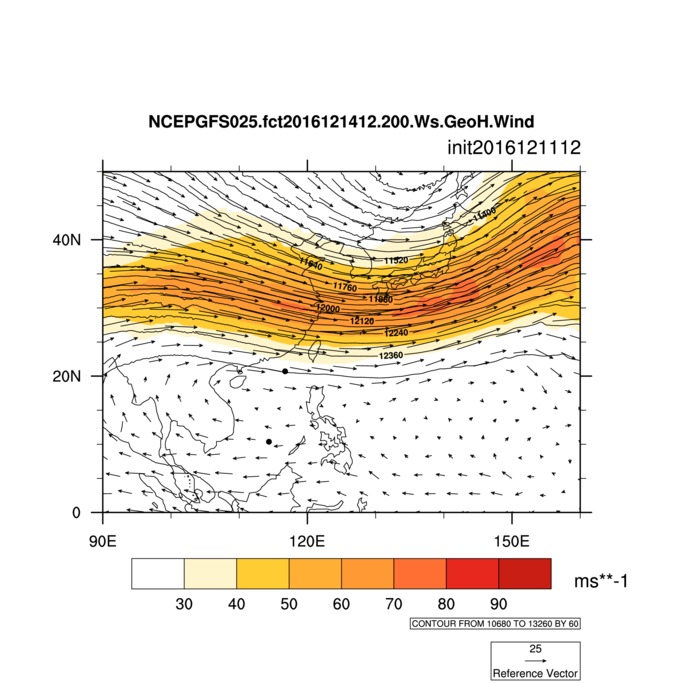 NCEPGFS025.fct2016121412.200.Ws.GeoH.Wind
init2016121112
11400
40N
11520
11640
11760
11880
12000
12120
12240
12360
20N
0
90E
120E
150E
ms**-1
30
40
50
60
70
80
90
CONTOUR FROM 10680 TO 13260 BY 60
25
Reference Vector